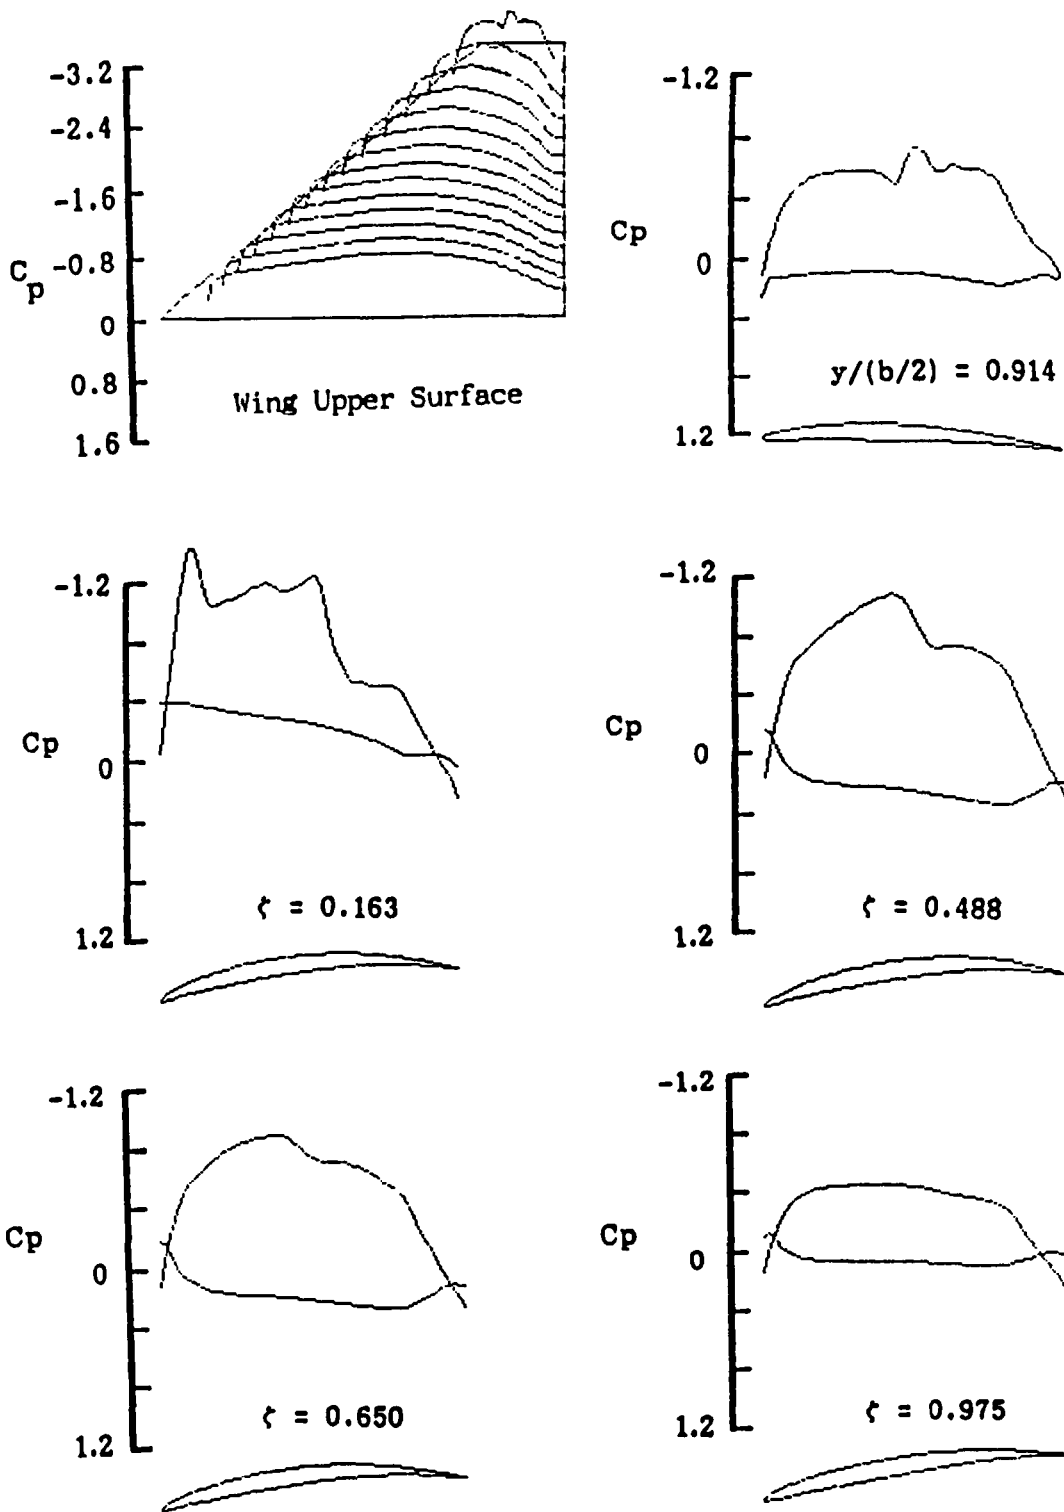 -3.2
-2.4
-1.6
Cp -0.8
0
0.8
1.6
Wing Upper Surface
-1.2
Cp
0
y/(b/2) = 0.914
1.2
-1.2
Cp
0
ζ = 0.163
1.2
-1.2
Cp
0
ζ = 0.488
1.2
-1.2
Cp
0
ζ = 0.650
1.2
-1.2
Cp
0
ζ = 0.975
1.2